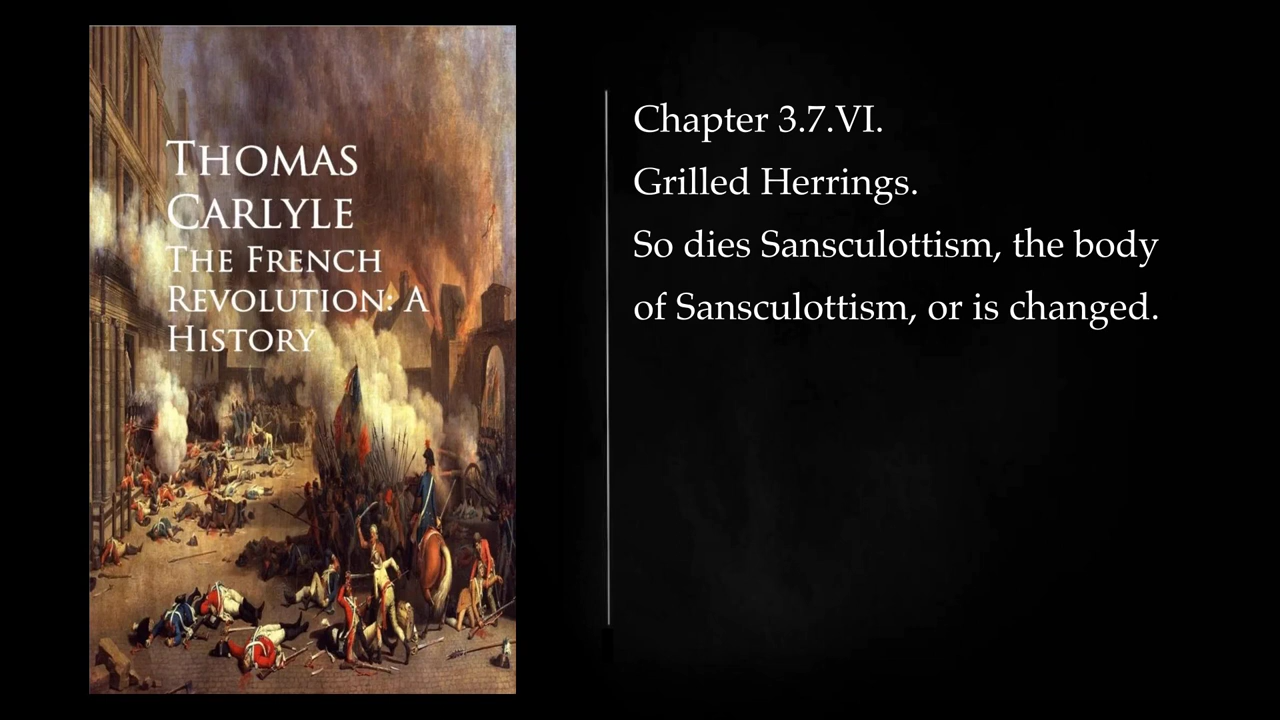 THOMAS
CARLYLE
THE FRENCH
REVOLUTION: A
HISTORY
Chapter 3.7.VI.
Grilled Herrings.
So dies Sansculottism, the body
of Sansculottism, or is changed.